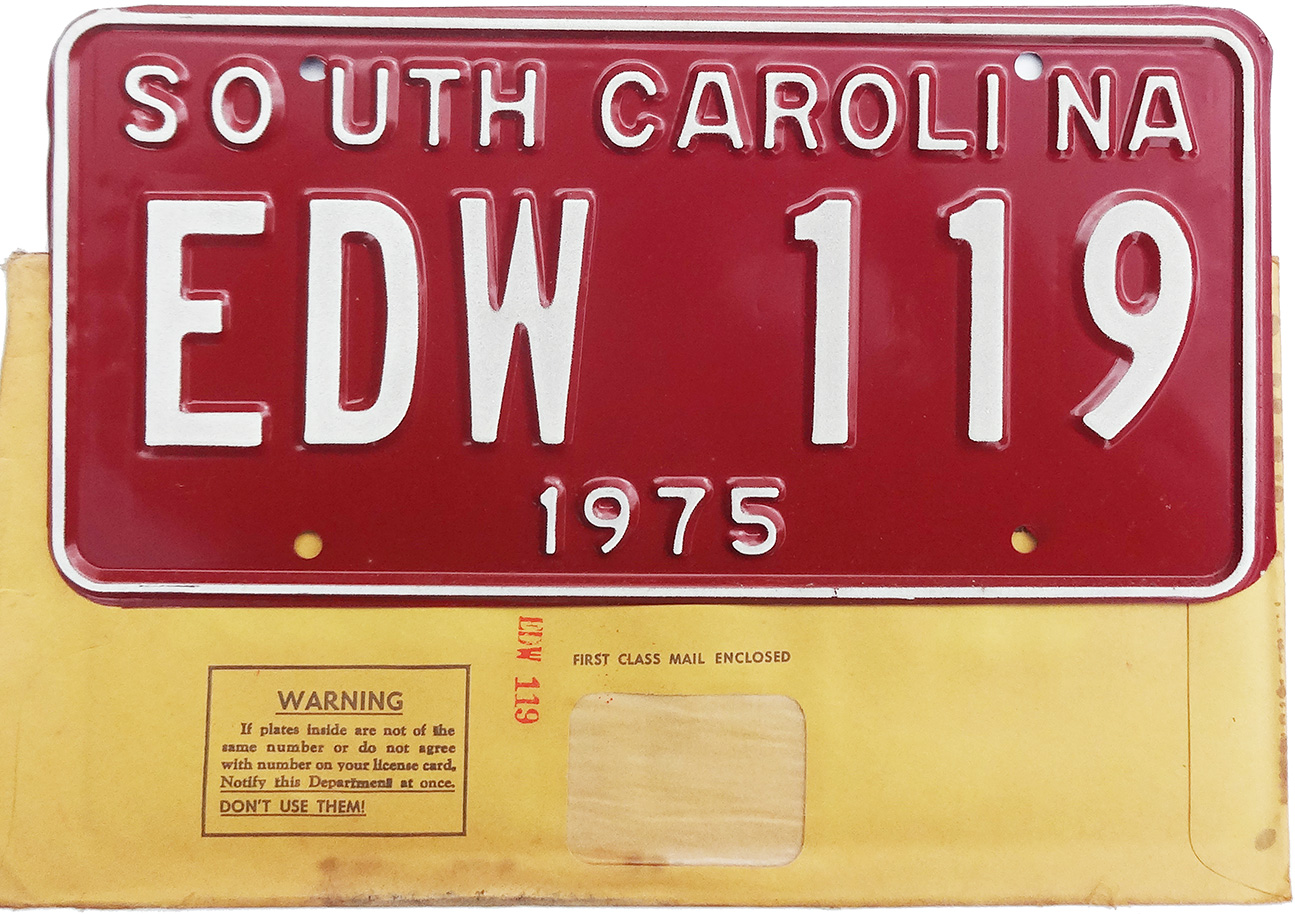 SOUTH CAROLINA
EDW 119
1975
EDW 119
FIRST CLASS MAIL ENCLOSED
WARNING
If plates inside are not of the
same number or do not agree
with number on your license card,
Notify this Department at once.
DON'T USE THEM!